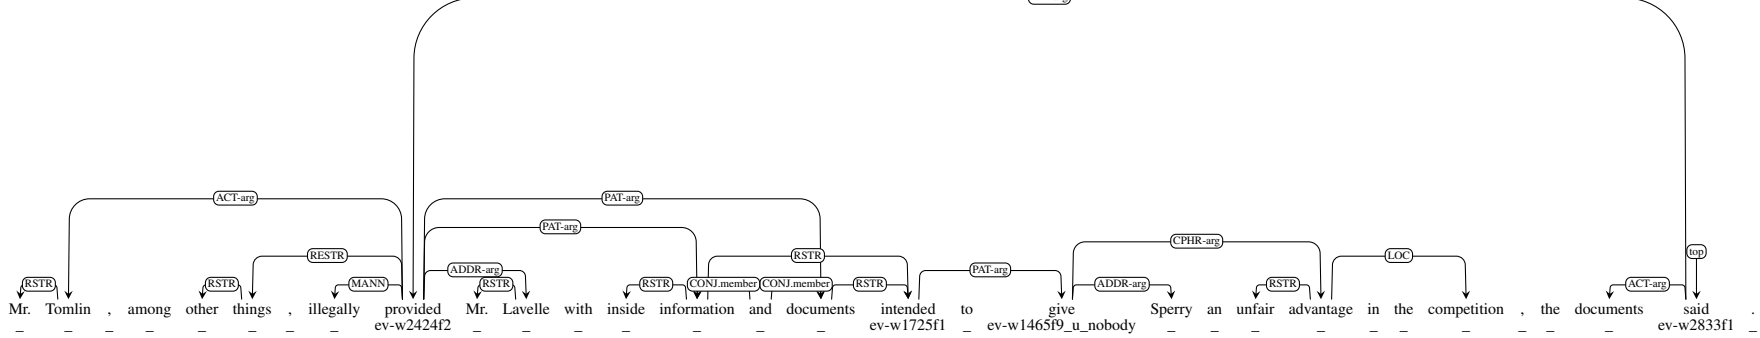 ACT-arg PAT-arg
PAT-arg
CPHR-arg
RESTR RSTR LOC top
ADDR-arg PAT-arg
RSTR RSTR MANN RSTR RSTR CONJ.member CONJ.member RSTR ADDR-arg RSTR ACT-arg
Mr. Tomlin , among other things , illegally provided Mr. Lavelle with inside information and documents intended to give Sperry an unfair advantage in the competition , the documents said .
_ _ _ _ _ _ _ _ ev-w2424f2 _ _ _ _ _ _ _ ev-w1725f1 _ ev-w1465f9_u_nobody _ _ _ _ _ _ _ _ _ _ ev-w2833f1 _